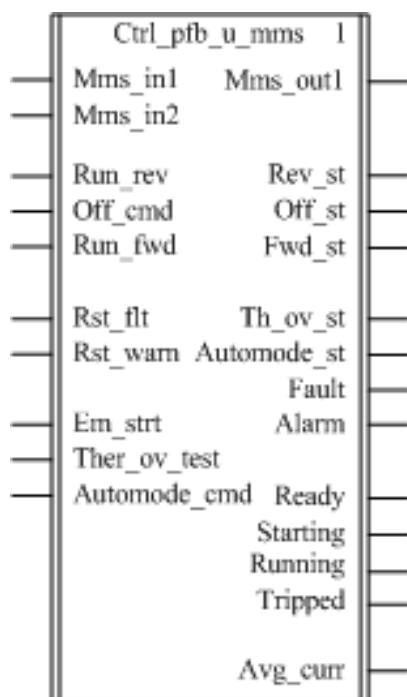 Ctrl_pfb_u_mms 1
Mms_in1 Mms_out1
Mms_in2
Run_rev Rev_st
Off_cmd Off_st
Run_fwd Fwd_st
Rst_flt Th_ov_st
Rst_warn Automode_st
Fault
Em_strt Alarm
Ther_ov_test
Automode_cmd Ready
Starting
Running
Tripped
Avg_curr